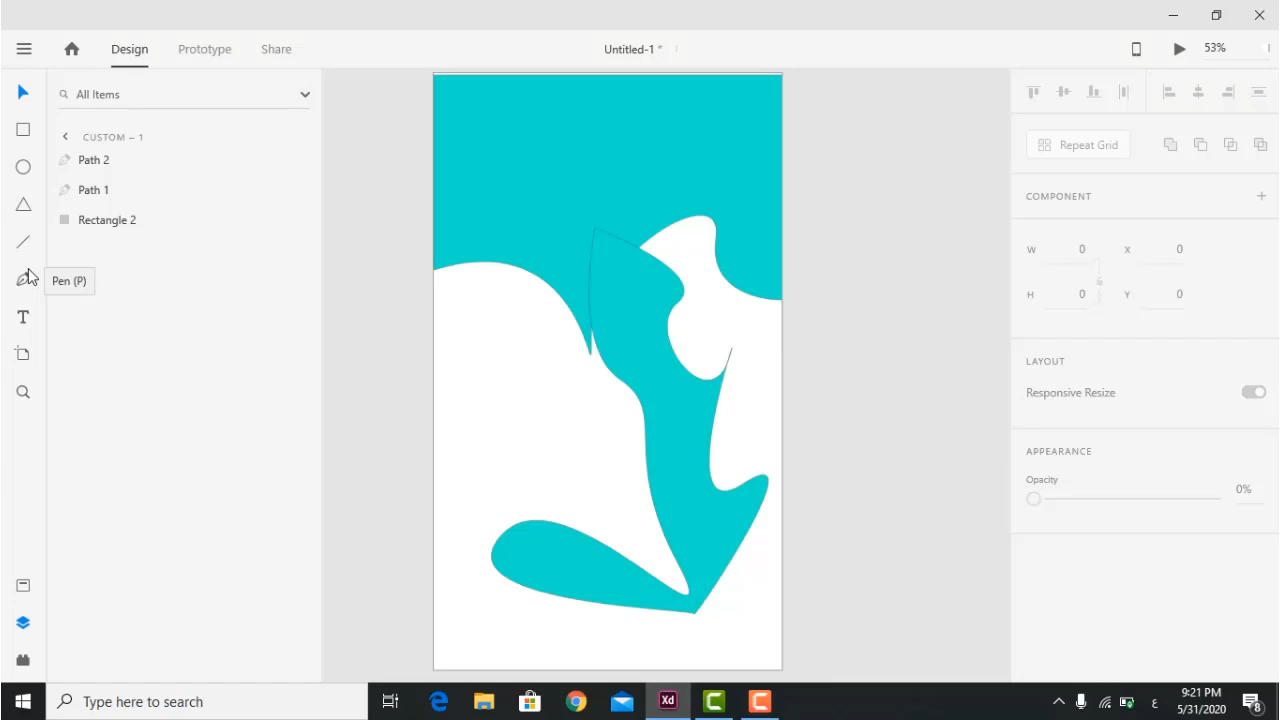 Design
Prototype
Share
Untitled-1 *
53%
All Items
CUSTOM – 1
Path 2
Path 1
Rectangle 2
Pen (P)
Repeat Grid
COMPONENT
W 0 X 0
H 0 Y 0
LAYOUT
Responsive Resize
APPEARANCE
Opacity
0%
Type here to search
Xd
ع
9:21 PM
5/31/2020
8